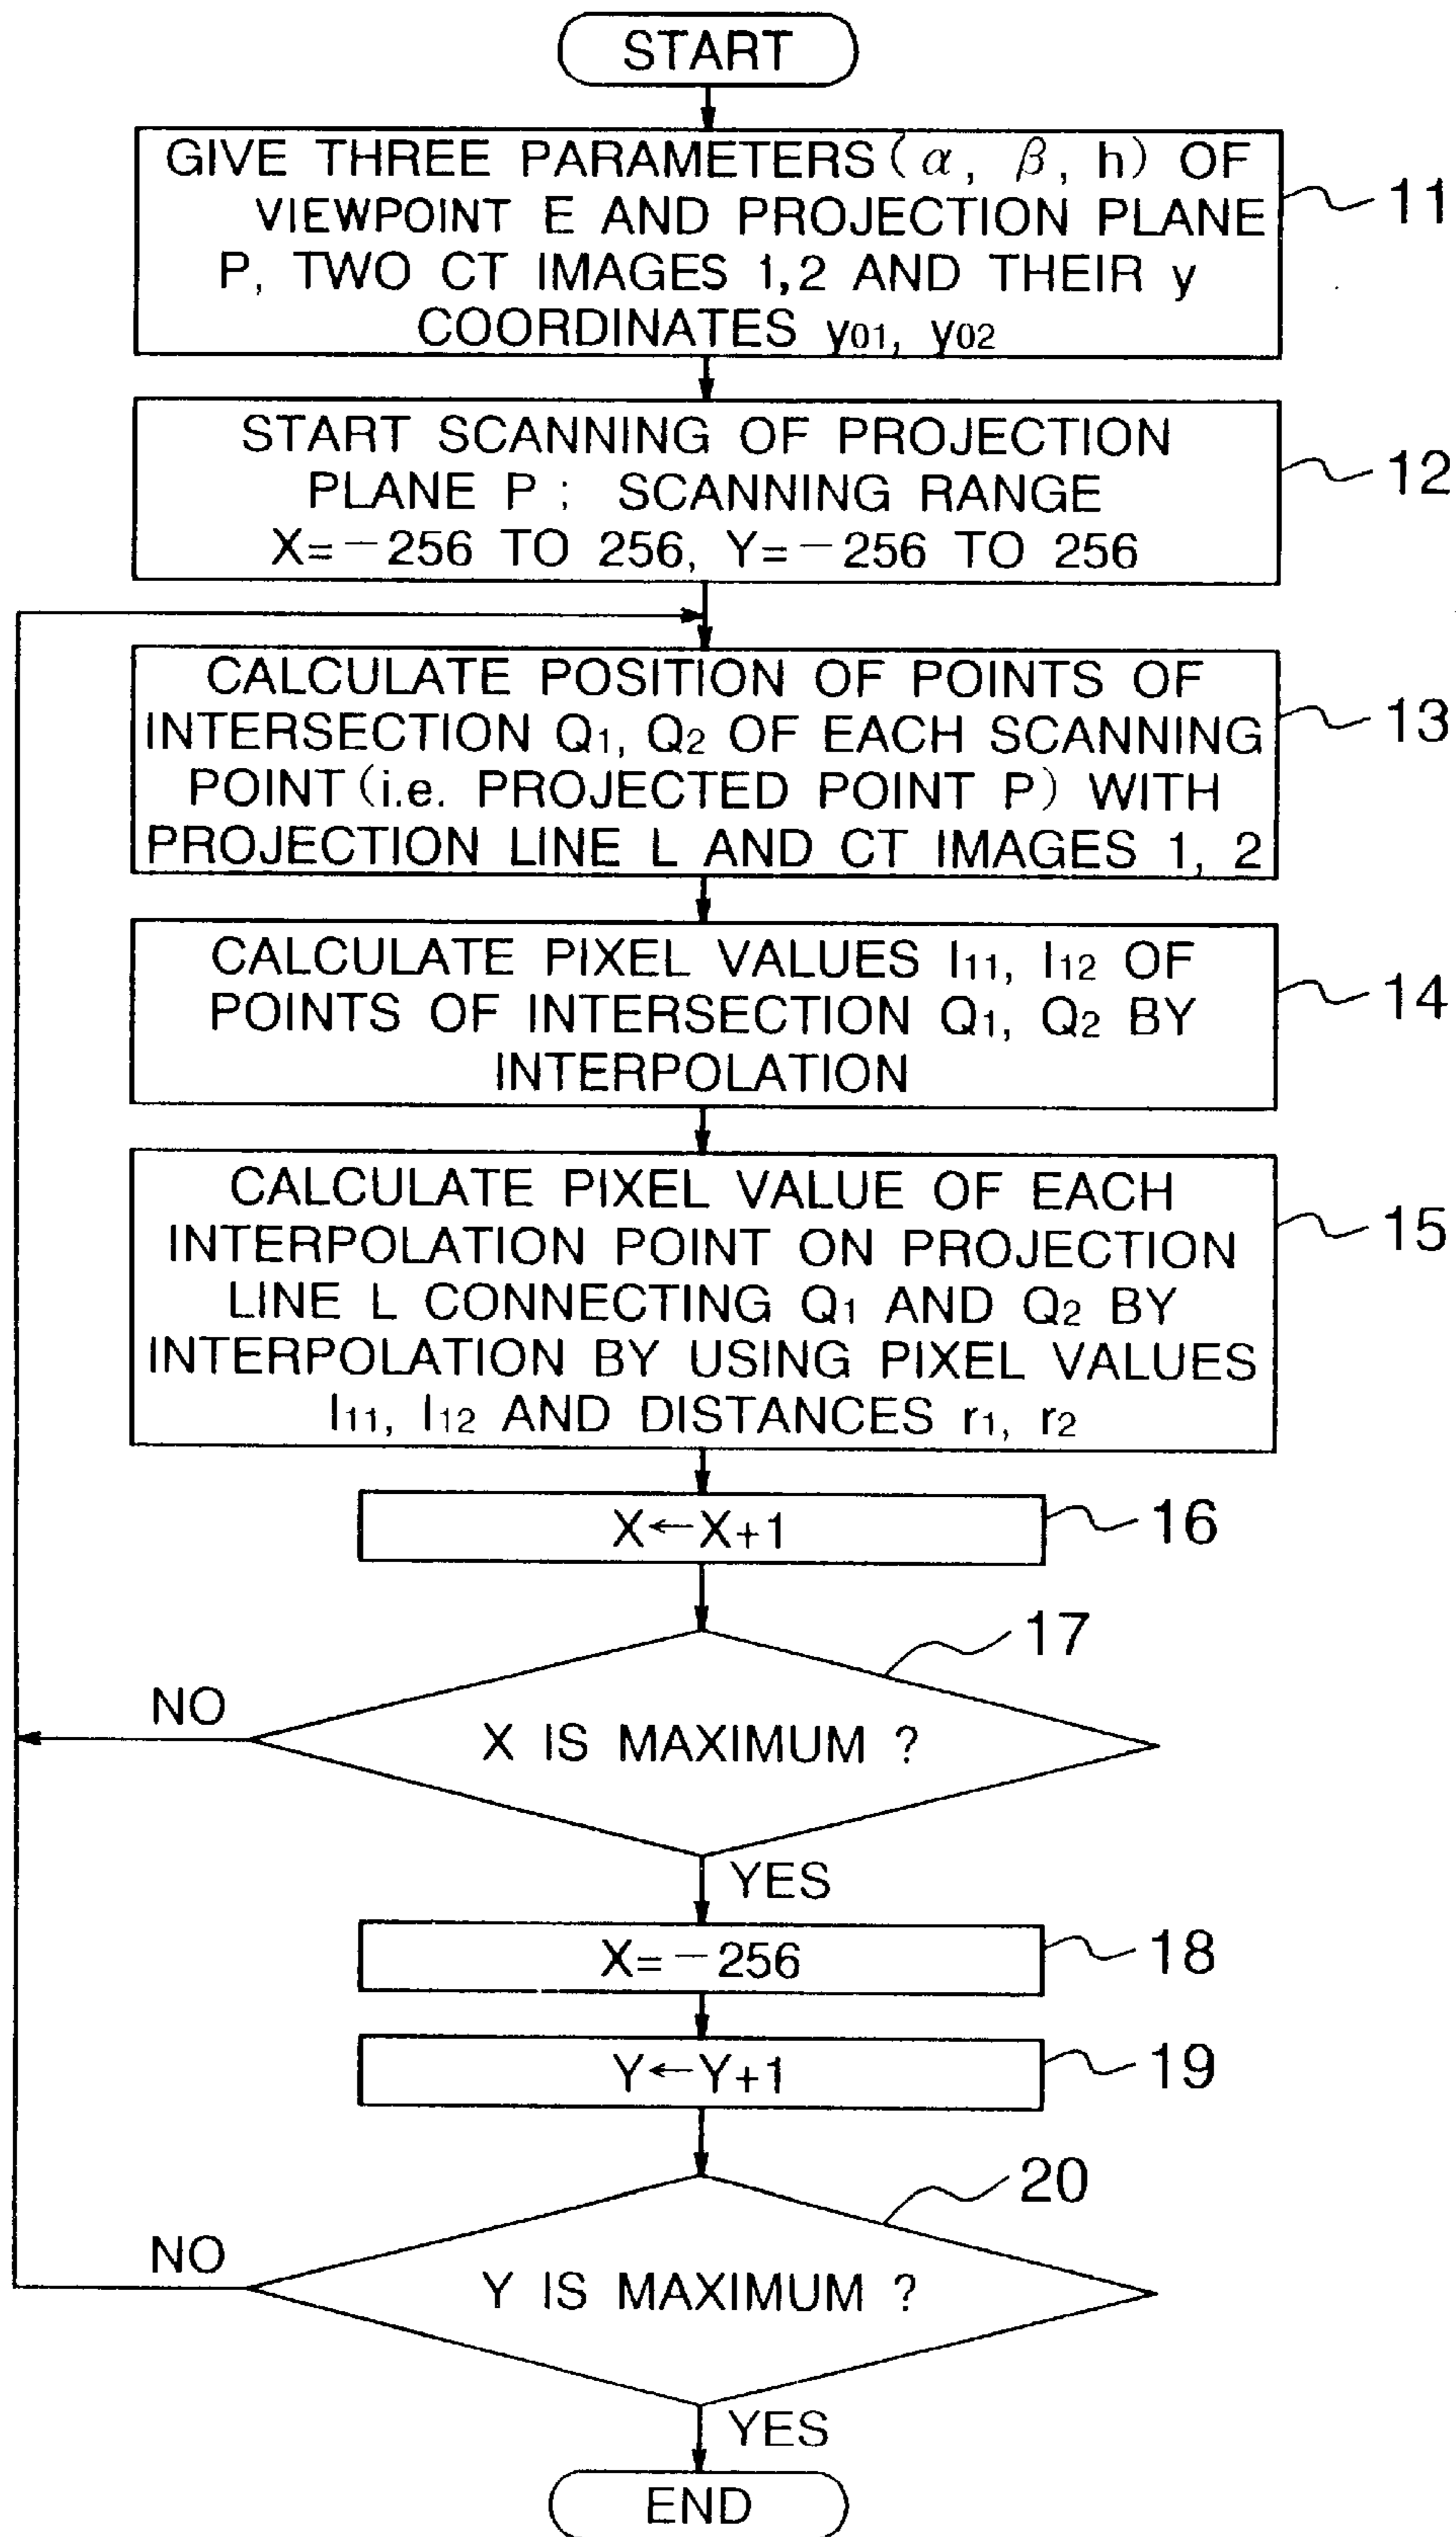 START
GIVE THREE PARAMETERS (α, β, h) OF
VIEWPOINT E AND PROJECTION PLANE
P, TWO CT IMAGES 1,2 AND THEIR y
COORDINATES y01, y02
11
START SCANNING OF PROJECTION
PLANE P ; SCANNING RANGE
X=−256 TO 256, Y=−256 TO 256
12
CALCULATE POSITION OF POINTS OF
INTERSECTION Q1, Q2 OF EACH SCANNING
POINT (i.e. PROJECTED POINT P) WITH
PROJECTION LINE L AND CT IMAGES 1, 2
13
CALCULATE PIXEL VALUES I11, I12 OF
POINTS OF INTERSECTION Q1, Q2 BY
INTERPOLATION
14
CALCULATE PIXEL VALUE OF EACH
INTERPOLATION POINT ON PROJECTION
LINE L CONNECTING Q1 AND Q2 BY
INTERPOLATION BY USING PIXEL VALUES
I11, I12 AND DISTANCES r1, r2
15
X←X+1
16
17
X IS MAXIMUM ?
NO
YES
X=−256
18
Y←Y+1
19
20
Y IS MAXIMUM ?
NO
YES
END